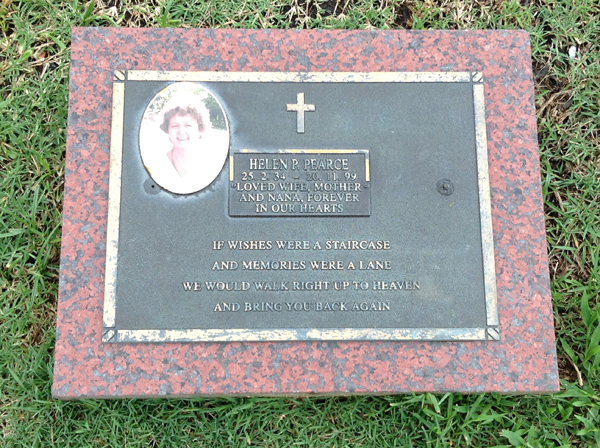 HELEN P. PEARCE
25. 2. 34 - 20. 11. 99
"LOVED WIFE, MOTHER
AND NANA, FOREVER
IN OUR HEARTS
IF WISHES WERE A STAIRCASE
AND MEMORIES WERE A LANE
WE WOULD WALK RIGHT UP TO HEAVEN
AND BRING YOU BACK AGAIN